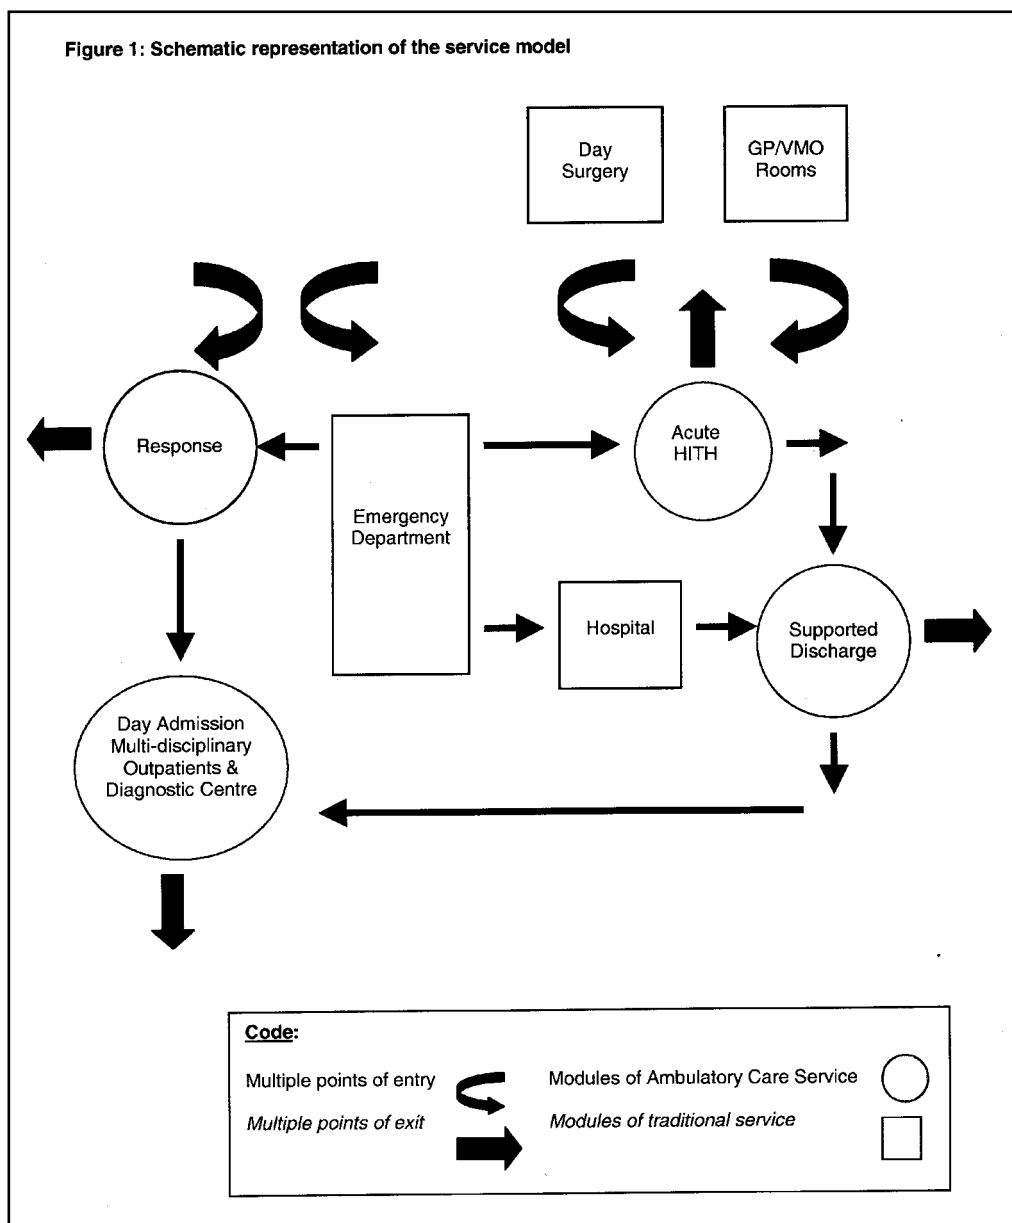 Figure 1: Schematic representation of the service model
Day
Surgery
GP/VMO
Rooms
Response
Acute
HITH
Emergency
Department
Hospital
Supported
Discharge
Day Admission
Multi-disciplinary
Outpatients &
Diagnostic Centre
Code:
Multiple points of entry
Modules of Ambulatory Care Service
Multiple points of exit
Modules of traditional service